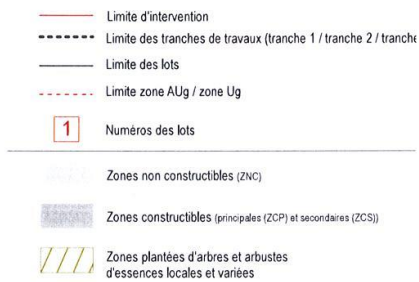 Limite d'intervention
Limite des tranches de travaux (tranche 1 / tranche 2 / tranche
Limite des lots
Limite zone AUg / zone Ug
1 Numéros des lots
Zones non constructibles (ZNC)
Zones constructibles (principales (ZCP) et secondaires (ZCS))
Zones plantées d'arbres et arbustes
d'essences locales et variées